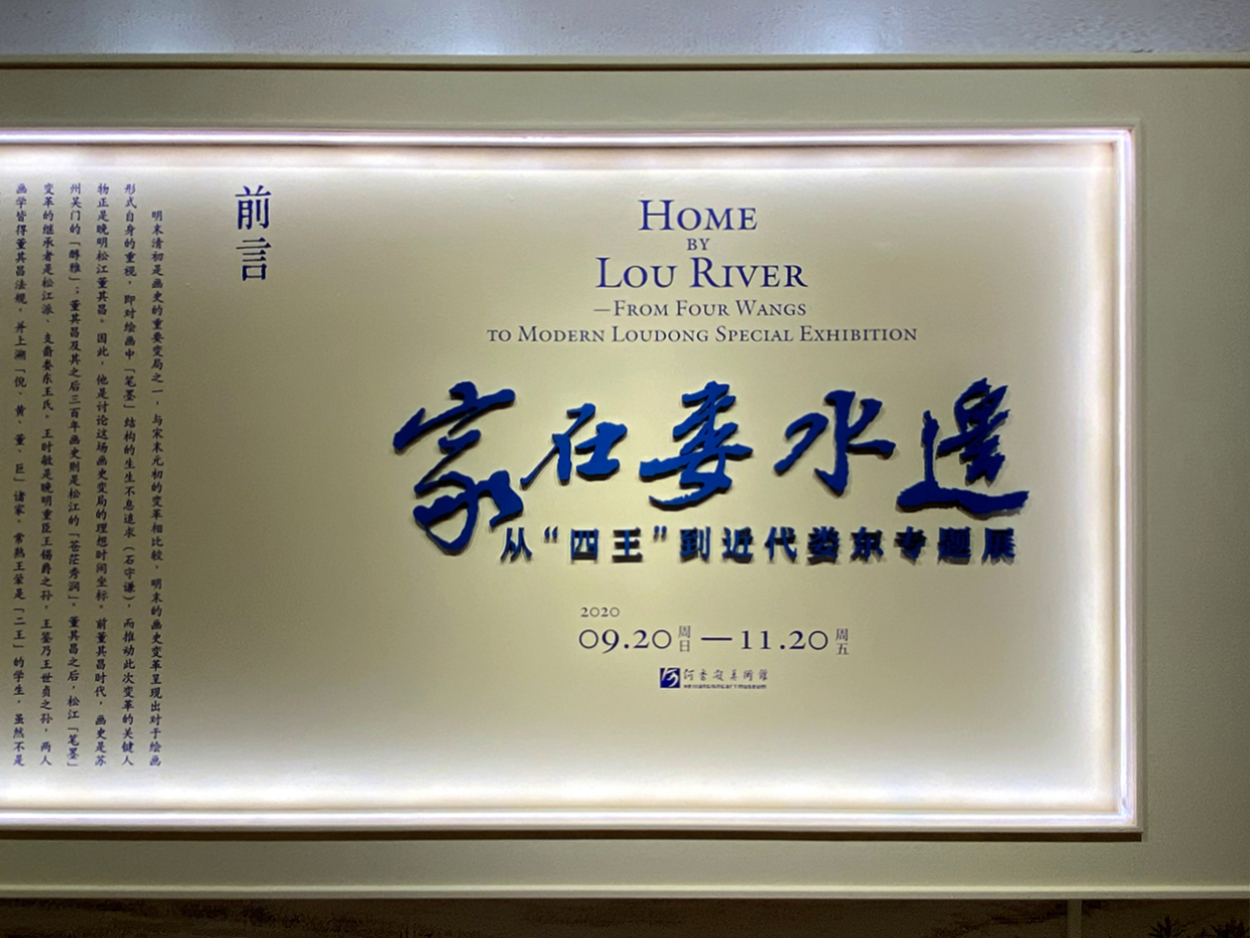 HOME
BY
LOU RIVER
—FROM FOUR WANGS
TO MODERN LOUDONG SPECIAL EXHIBITION
家在娄水邊
从“四王”到近代娄东专题展
2020
09.20周日—11.20周五
何香凝美術館
前言
明末清初是画史的重要变局之一，与宋末元初的变革相比较，明末的画史变革呈现出对于绘画
形式自身的重视，即对绘画中「笔墨」结构的生生不息追求（石守谦），而推动此次变革的关键人
物正是晚明松江董其昌。因此，他是讨论这场画史变局的理想时间坐标。前董其昌时代，画史是苏
州吴门的「醇雅」；董其昌及其之后三百年画史则是松江的「苍茫秀润」。董其昌之后，松江「笔墨」
变革的继承者是松江派、支裔娄东王氏。王时敏是晚明重臣王锡爵之孙，王鉴乃王世贞之孙，两人
画学皆得董其昌法规，并上溯「倪、黄、董、巨」诸家。常熟王翚是「二王」的学生，虽然不是